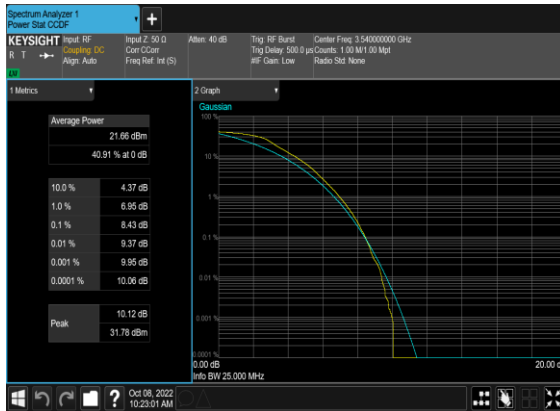 Spectrum Analyzer 1
Power Stat CCDF
KEYSIGHT
R T
LXI
Input: RF
Coupling: DC
Align: Auto
Input Z: 50 Ω
Corr CCorr
Freq Ref: Int (S)
Atten: 40 dB
Trig: RF Burst
Trig Delay: 500.0 µs
#IF Gain: Low
Center Freq: 3.540000000 GHz
Counts: 1.00 M/1.00 Mpt
Radio Std: None
1 Metrics
Average Power
21.66 dBm
40.91 % at 0 dB
10.0 % 4.37 dB
1.0 % 6.95 dB
0.1 % 8.43 dB
0.01 % 9.37 dB
0.001 % 9.95 dB
0.0001 % 10.06 dB
Peak
10.12 dB
31.78 dBm
2 Graph
Gaussian
100 %
10 %
1 %
0.1 %
0.01 %
0.001 %
0.0001 %
0.00 dB
20.00 d
Info BW 25.000 MHz
?
Oct 08, 2022
10:23:01 AM